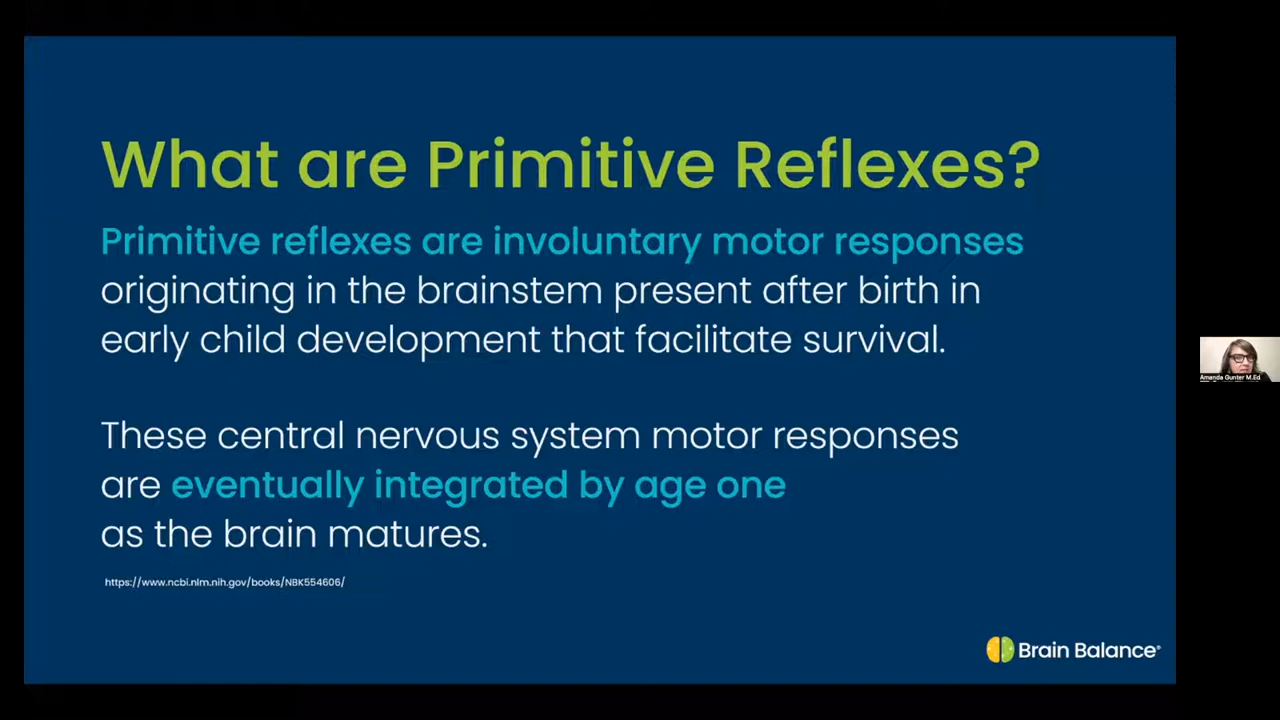 What are Primitive Reflexes?
Primitive reflexes are involuntary motor responses
originating in the brainstem present after birth in
early child development that facilitate survival.
These central nervous system motor responses
are eventually integrated by age one
as the brain matures.
https://www.ncbi.nlm.nih.gov/books/NBK554606/
Brain Balance®
Amanda Gunter M.Ed